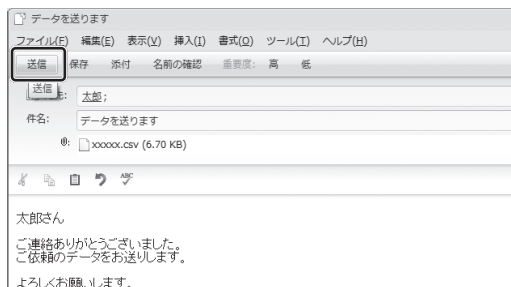 データを送ります
ファイル(F) 編集(E) 表示(V) 挿入(I) 書式(O) ツール(T) ヘルプ(H)
送信 保存 添付 名前の確認 重要度: 高 低
送信
太郎;
件名: データを送ります
xxxxx.csv (6.70 KB)
ABC
太郎さん
ご連絡ありがとうございました。
ご依頼のデータをお送りします。
よろしくお願いします。